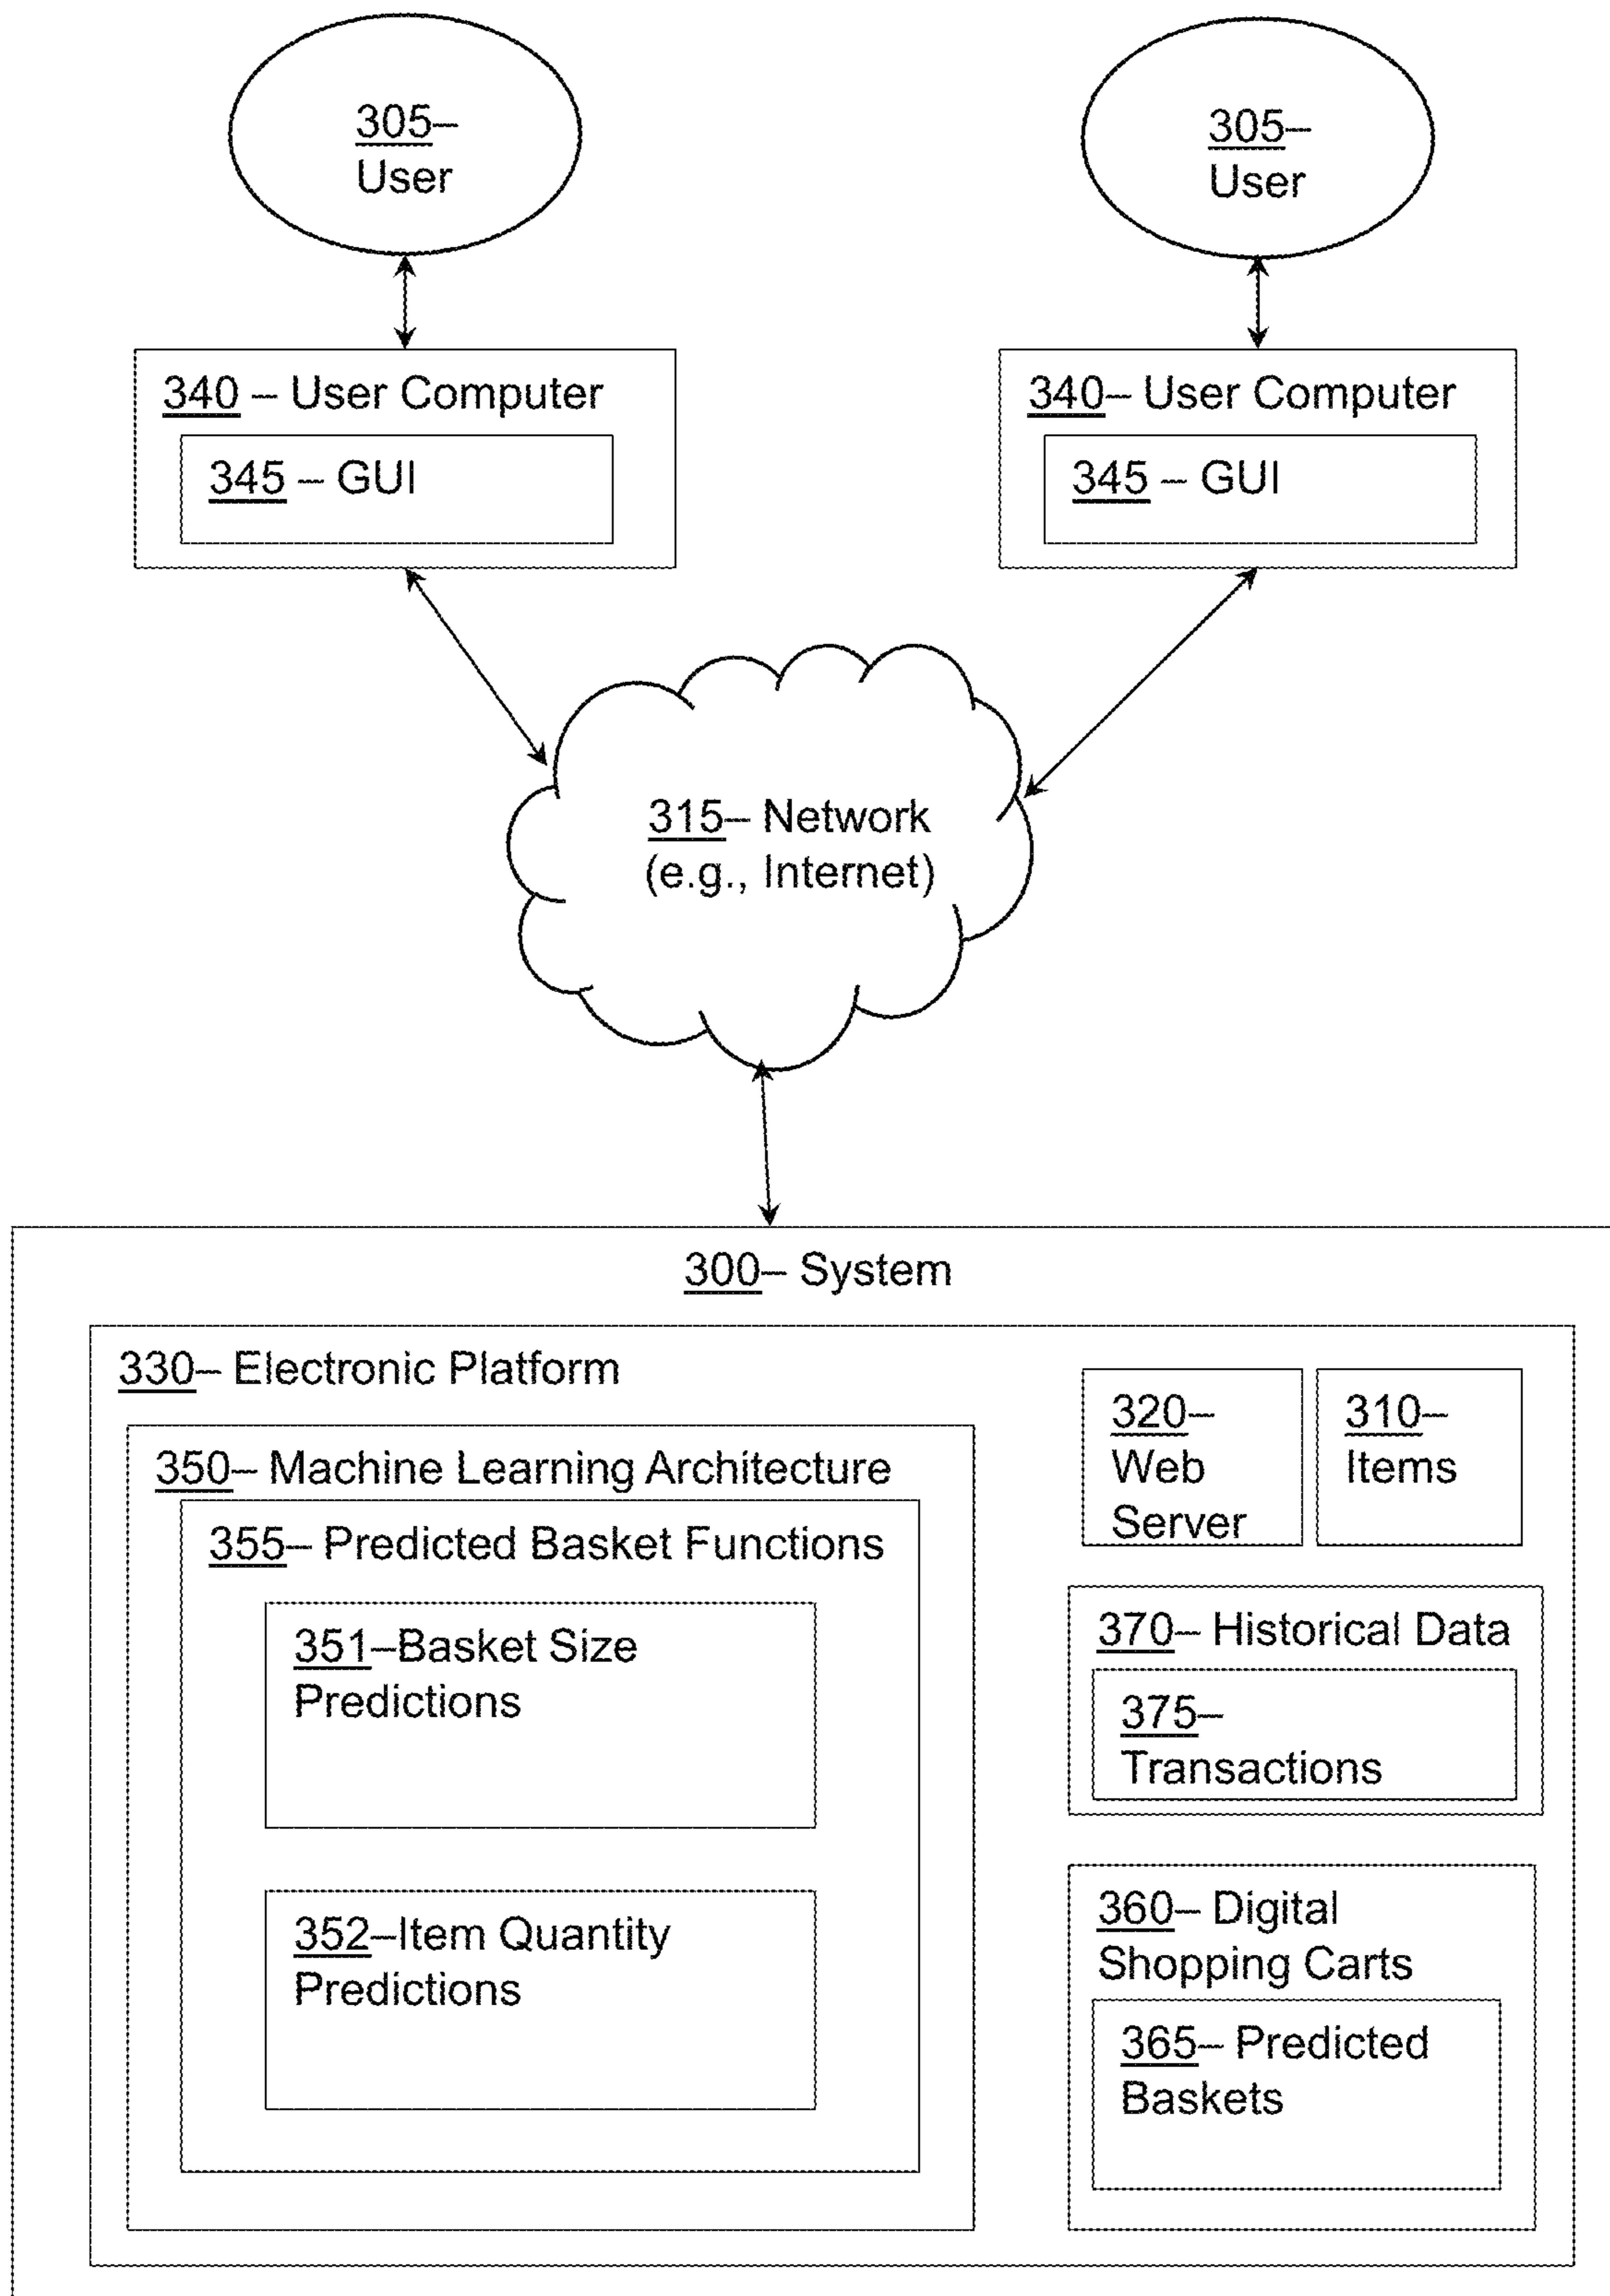 305–
User
305–
User
340 – User Computer
345 – GUI
340– User Computer
345 – GUI
315– Network
(e.g., Internet)
300– System
330– Electronic Platform
350– Machine Learning Architecture
355– Predicted Basket Functions
351–Basket Size
Predictions
352–Item Quantity
Predictions
320–
Web
Server
310–
Items
370– Historical Data
375–
Transactions
360– Digital
Shopping Carts
365– Predicted
Baskets